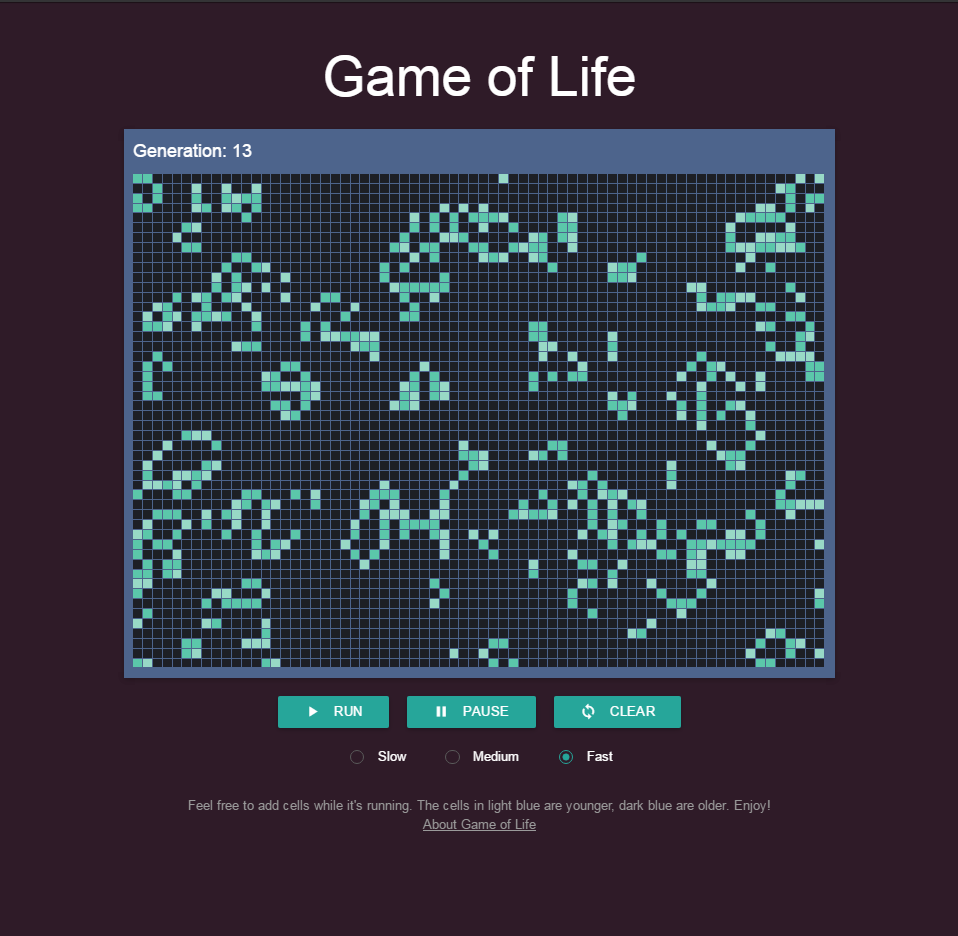 Game of Life
Generation: 13
RUN PAUSE CLEAR
Slow Medium Fast
Feel free to add cells while it's running. The cells in light blue are younger, dark blue are older. Enjoy!
About Game of Life